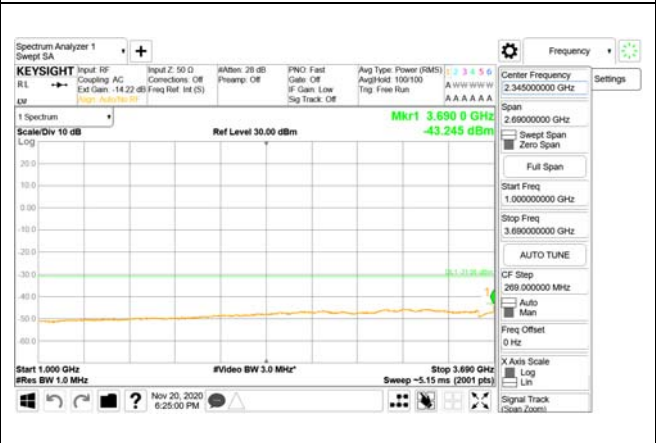 Spectrum Analyzer 1
Swept SA
Frequency
KEYSIGHT
RL
Input: RF
Coupling: AC
Ext Gain: -14.22 dB
Align: Auto/No RF
Input Z: 50 Ω
Corrections: Off
Freq Ref: Int (S)
#Atten: 28 dB
Preamp: Off
PNO: Fast
Gate: Off
IF Gain: Low
Sig Track: Off
Avg Type: Power (RMS)
Avg|Hold: 100/100
Trig: Free Run
1 2 3 4 5 6
A W W W W W
A A A A A A
1 Spectrum
Scale/Div 10 dB
Ref Level 30.00 dBm
Mkr1 3.690 0 GHz
-43.245 dBm
Log
20.0
10.0
0.00
-10.0
-20.0
-30.0
-40.0
-50.0
-60.0
1
Start 1.000 GHz
#Res BW 1.0 MHz
#Video BW 3.0 MHz*
Stop 3.690 GHz
Sweep ~5.15 ms (2001 pts)
Nov 20, 2020
6:25:00 PM
Center Frequency
2.345000000 GHz
Settings
Span
2.69000000 GHz
Swept Span
Zero Span
Full Span
Start Freq
1.000000000 GHz
Stop Freq
3.690000000 GHz
AUTO TUNE
CF Step
269.000000 MHz
Auto
Man
Freq Offset
0 Hz
X Axis Scale
Log
Lin
Signal Track
(Span Zoom)